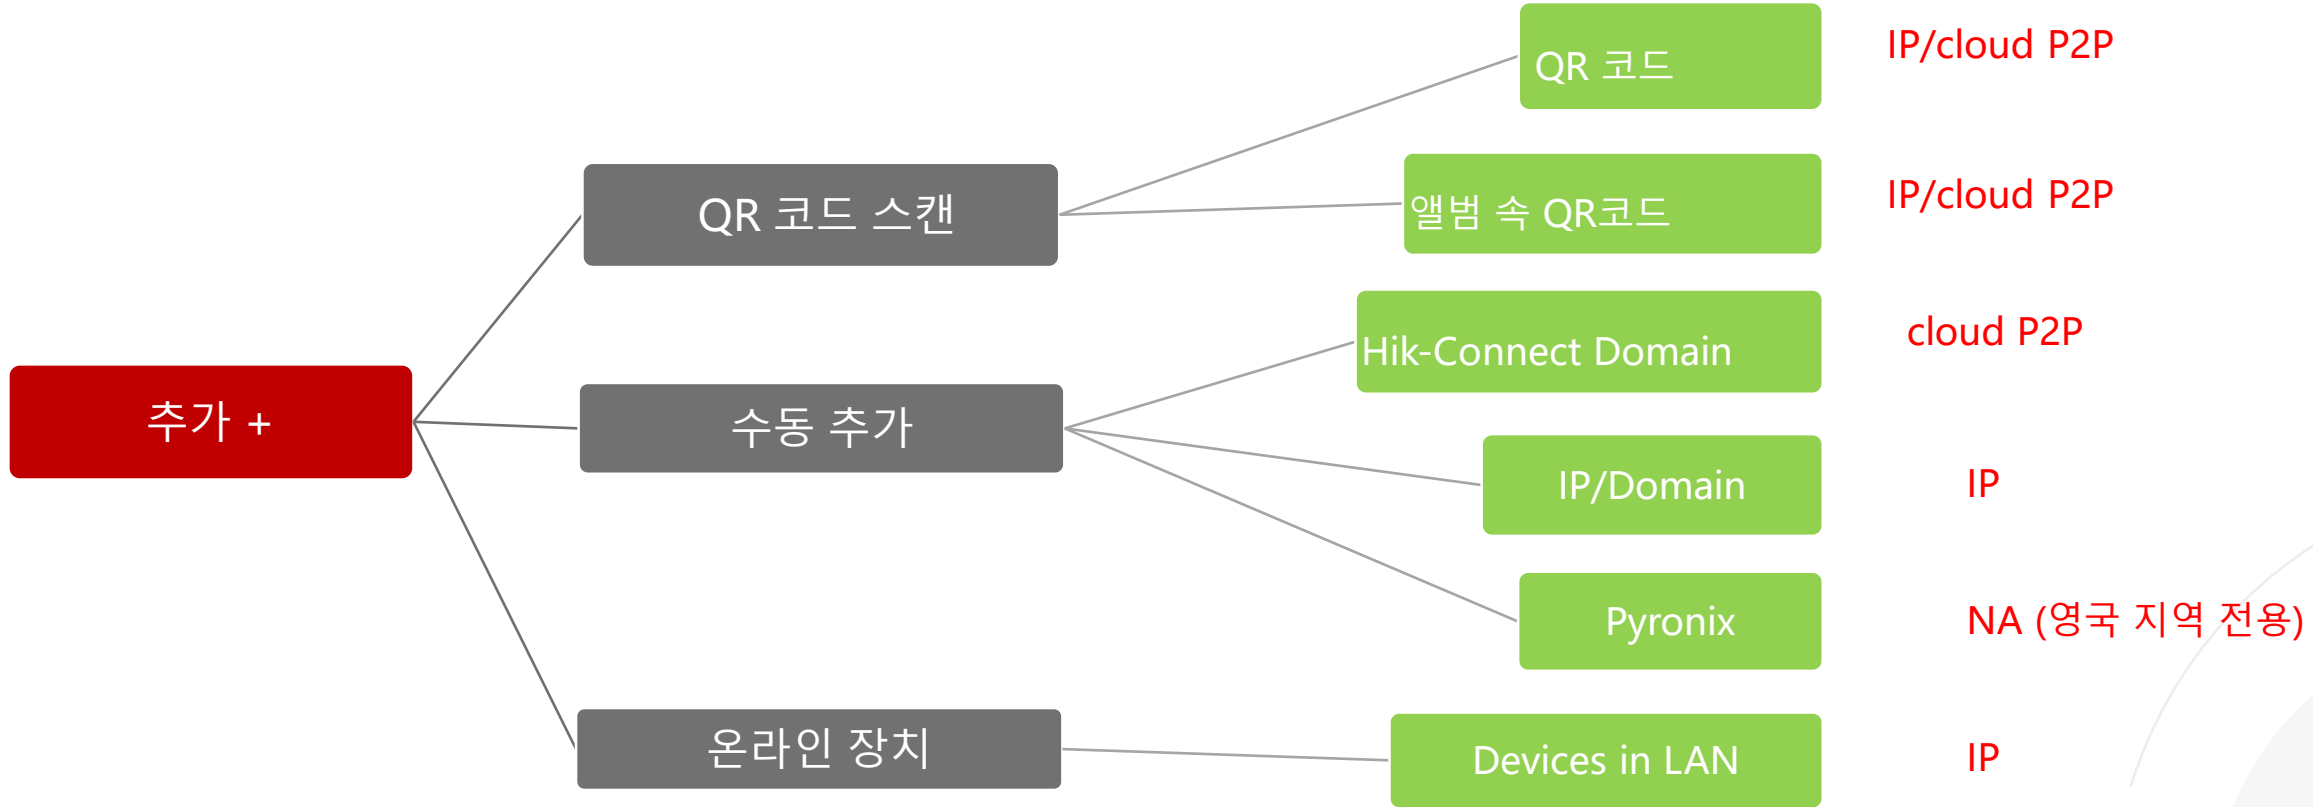 추가 +
QR 코드 스캔
QR 코드
IP/cloud P2P
앨범 속 QR코드
IP/cloud P2P
수동 추가
Hik-Connect Domain
cloud P2P
IP/Domain
IP
Pyronix
NA (영국 지역 전용)
온라인 장치
Devices in LAN
IP